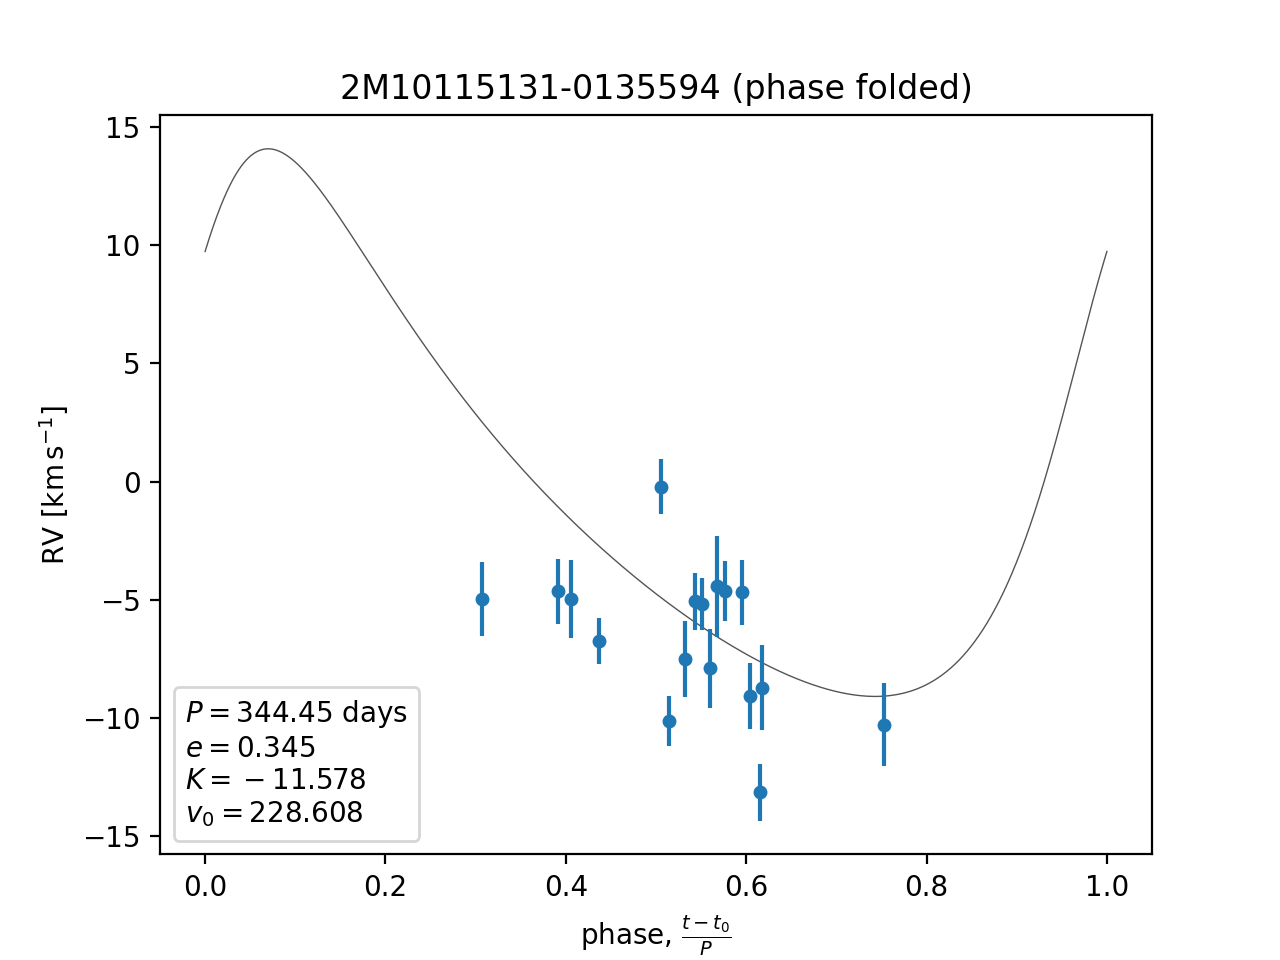 2M10115131-0135594 (phase folded)
15
10
5
0
−5
−10
−15
RV [km s⁻¹]
P = 344.45 days
e = 0.345
K = −11.578
v₀ = 228.608
0.0 0.2 0.4 0.6 0.8 1.0
phase, (t − t₀)/P